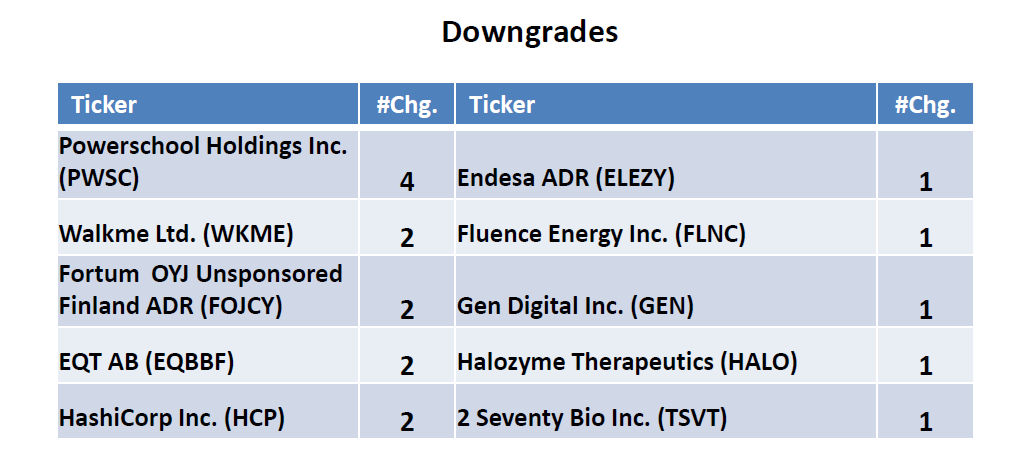 Downgrades
Ticker #Chg. Ticker #Chg.
Powerschool Holdings Inc.
(PWSC) 4 Endesa ADR (ELEZY) 1
Walkme Ltd. (WKME) 2 Fluence Energy Inc. (FLNC) 1
Fortum  OYJ Unsponsored
Finland ADR (FOJCY) 2 Gen Digital Inc. (GEN) 1
EQT AB (EQBBF) 2 Halozyme Therapeutics (HALO) 1
HashiCorp Inc. (HCP) 2 2 Seventy Bio Inc. (TSVT) 1